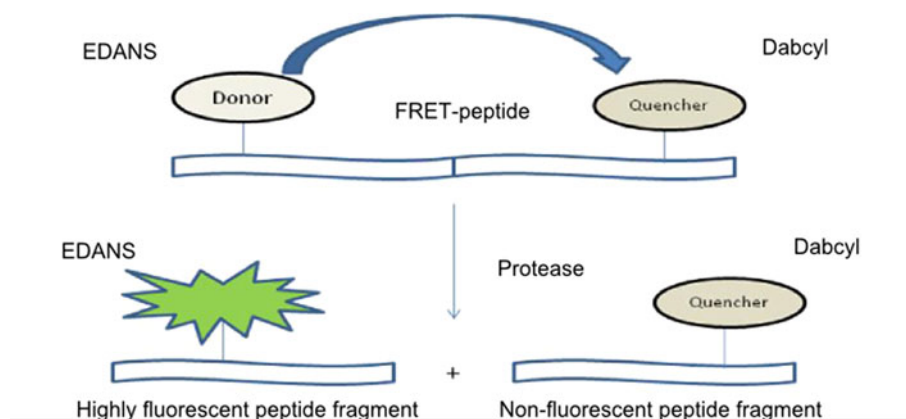 EDANS
Dabcyl
Donor
FRET-peptide
Quencher
EDANS
Dabcyl
Protease
Quencher
+
Highly fluorescent peptide fragment
Non-fluorescent peptide fragment